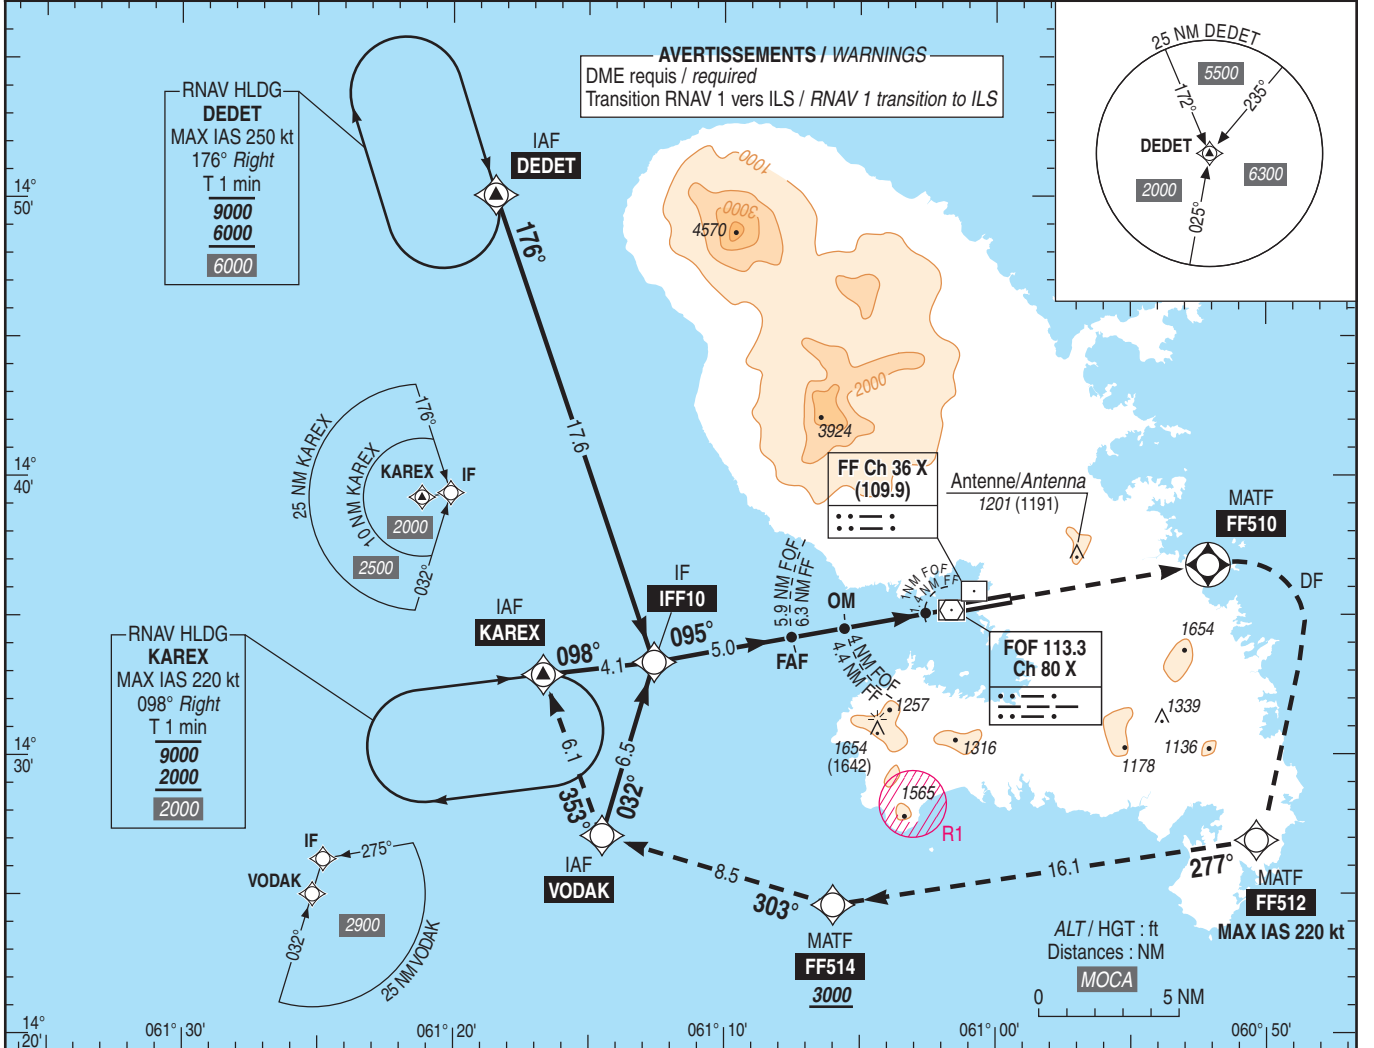 AVERTISSEMENTS / WARNINGS
DME requis / required
Transition RNAV 1 vers ILS / RNAV 1 transition to ILS
25 NM DEDET
5500
172°
235°
DEDET
2000
6300
025°
RNAV HLDG
DEDET
MAX IAS 250 kt
176° Right
T 1 min
9000
6000
6000
IAF
DEDET
176°
17.6
14°
50'
1000
3000
4570
2000
3924
25 NM KAREX
10 NM KAREX
176°
KAREX
IF
2000
2500
032°
14°
40'
FF Ch 36 X
(109.9)
Antenne/Antenna
1201 (1191)
MATF
FF510
DF
IF
IFF10
IAF
KAREX
098°
4.1
095°
5.0
5.9 NM FOF
6.3 NM FF
FAF
OM
4 NM FOF
4.4 NM FF
1NM FOF
1.4 NM FF
FOF 113.3
Ch 80 X
RNAV HLDG
KAREX
MAX IAS 220 kt
098° Right
T 1 min
9000
2000
2000
6.1
353°
6.5
032°
IAF
VODAK
1257
1654
(1642)
1316
1565
R1
1654
1339
1178
1136
14°
30'
IF
275°
VODAK
2900
032°
25 NM VODAK
8.5
303°
16.1
277°
MATF
FF514
3000
MATF
FF512
MAX IAS 220 kt
ALT / HGT : ft
Distances : NM
MOCA
0 5 NM
14°
20'
061° 30'
061° 20'
061° 10'
061° 00'
060° 50'